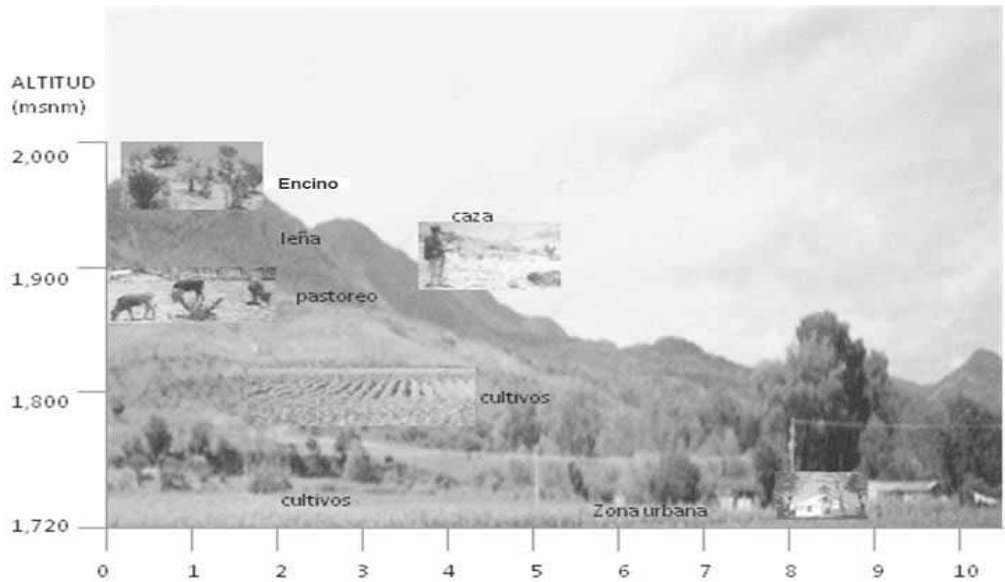 ALTITUD
(msnm)
2,000
Encino
caza
leña
1,900
pastoreo
1,800
cultivos
cultivos
Zona urbana
1,720
0 1 2 3 4 5 6 7 8 9 10